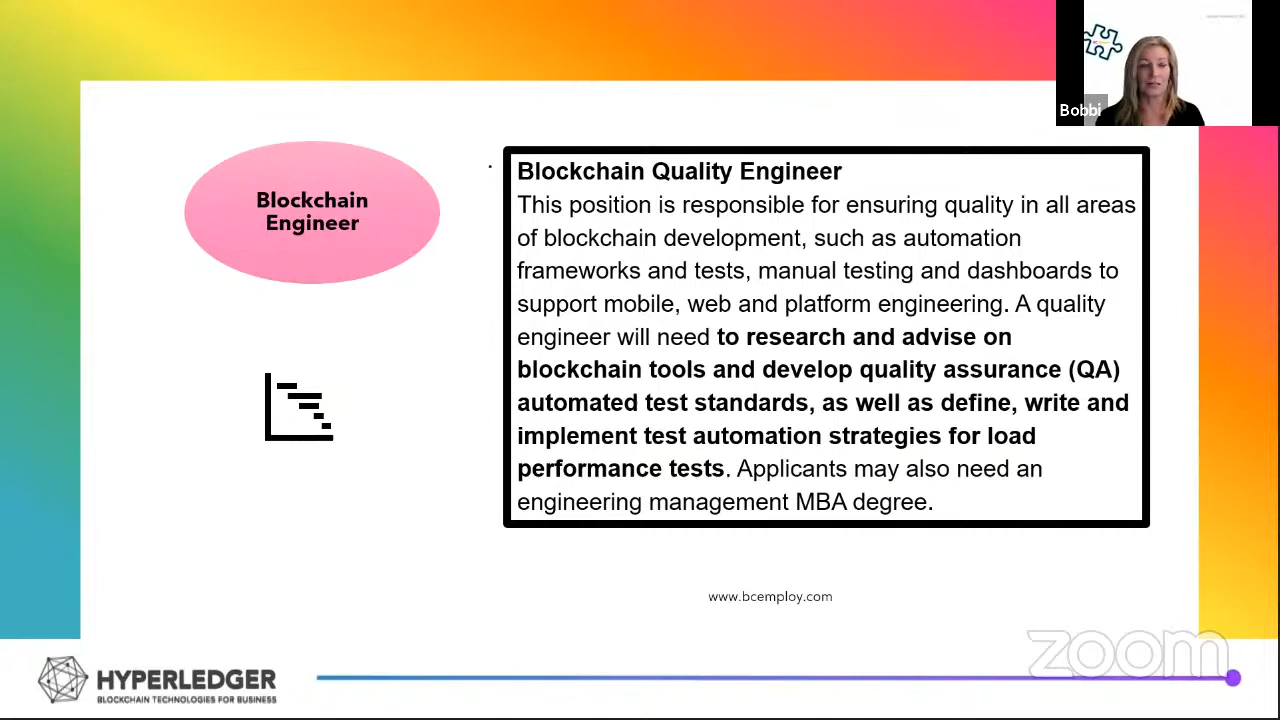 Bobbi
Blockchain
Engineer
Blockchain Quality Engineer
This position is responsible for ensuring quality in all areas
of blockchain development, such as automation
frameworks and tests, manual testing and dashboards to
support mobile, web and platform engineering. A quality
engineer will need to research and advise on
blockchain tools and develop quality assurance (QA)
automated test standards, as well as define, write and
implement test automation strategies for load
performance tests. Applicants may also need an
engineering management MBA degree.
www.bcemploy.com
zoom
HYPERLEDGER
BLOCKCHAIN TECHNOLOGIES FOR BUSINESS